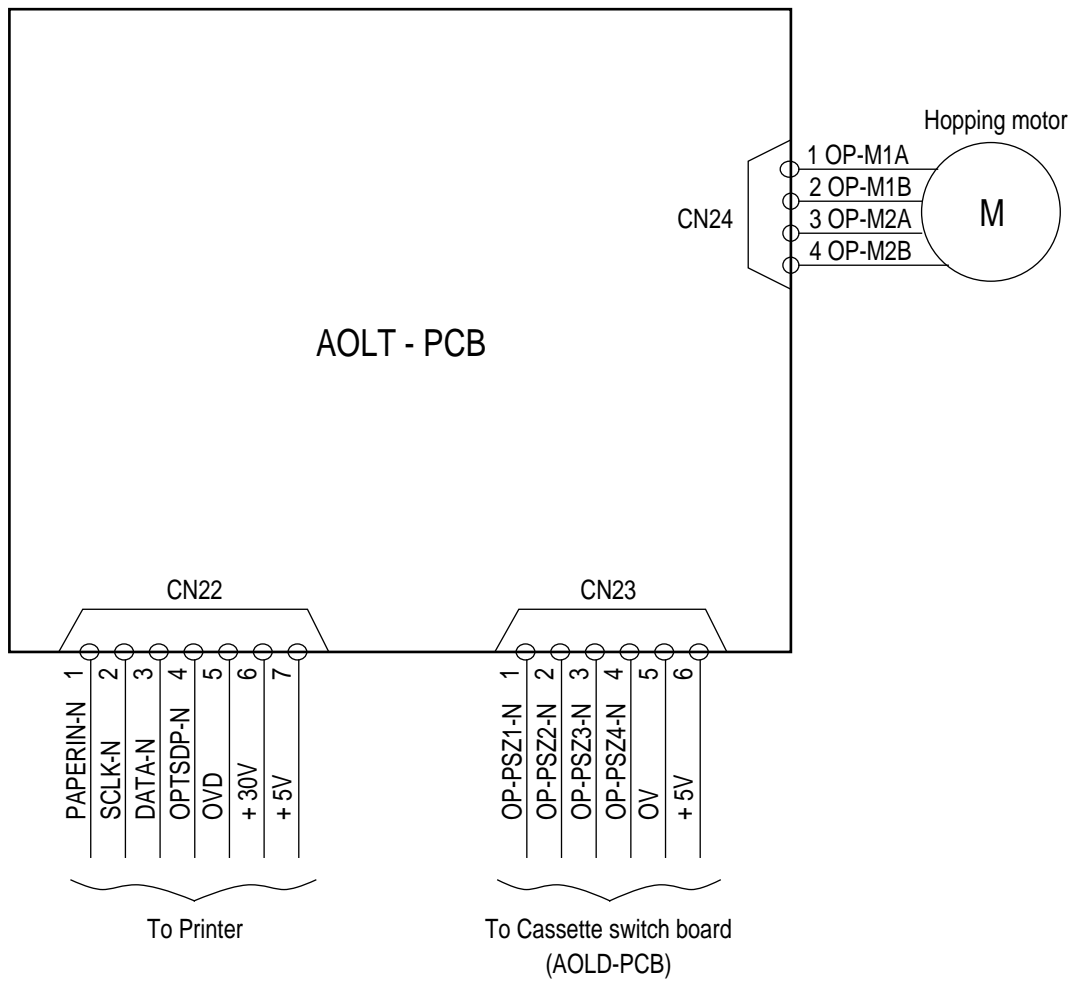 Hopping motor
1 OP-M1A
2 OP-M1B
3 OP-M2A
4 OP-M2B
CN24
M
AOLT - PCB
CN22
1 PAPERIN-N
2 SCLK-N
3 DATA-N
4 OPTSDP-N
5 OVD
6 + 30V
7 + 5V
To Printer
CN23
1 OP-PSZ1-N
2 OP-PSZ2-N
3 OP-PSZ3-N
4 OP-PSZ4-N
5 OV
6 + 5V
To Cassette switch board
(AOLD-PCB)